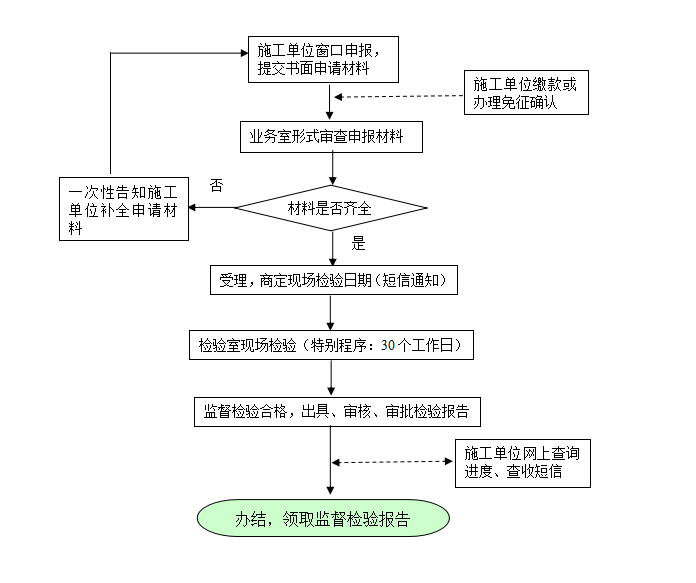 施工单位窗口申报，
提交书面申请材料
施工单位缴款或
办理免征确认
业务室形式审查申报材料
否
一次性告知施工
单位补全申请材
料
材料是否齐全
是
受理，商定现场检验日期（短信通知）
检验室现场检验（特别程序：30个工作日）
监督检验合格，出具、审核、审批检验报告
施工单位网上查询
进度、查收短信
办结，领取监督检验报告